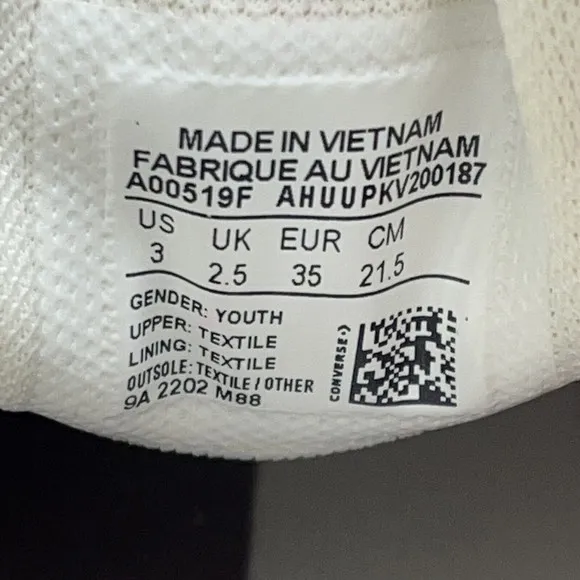 MADE IN VIETNAM
FABRIQUE AU VIETNAM
A00519F AHUUPKV200187
US UK EUR CM
3 2.5 35 21.5
GENDER: YOUTH
UPPER: TEXTILE
LINING: TEXTILE
OUTSOLE: TEXTILE / OTHER
9A 2202 M88
CONVERSE